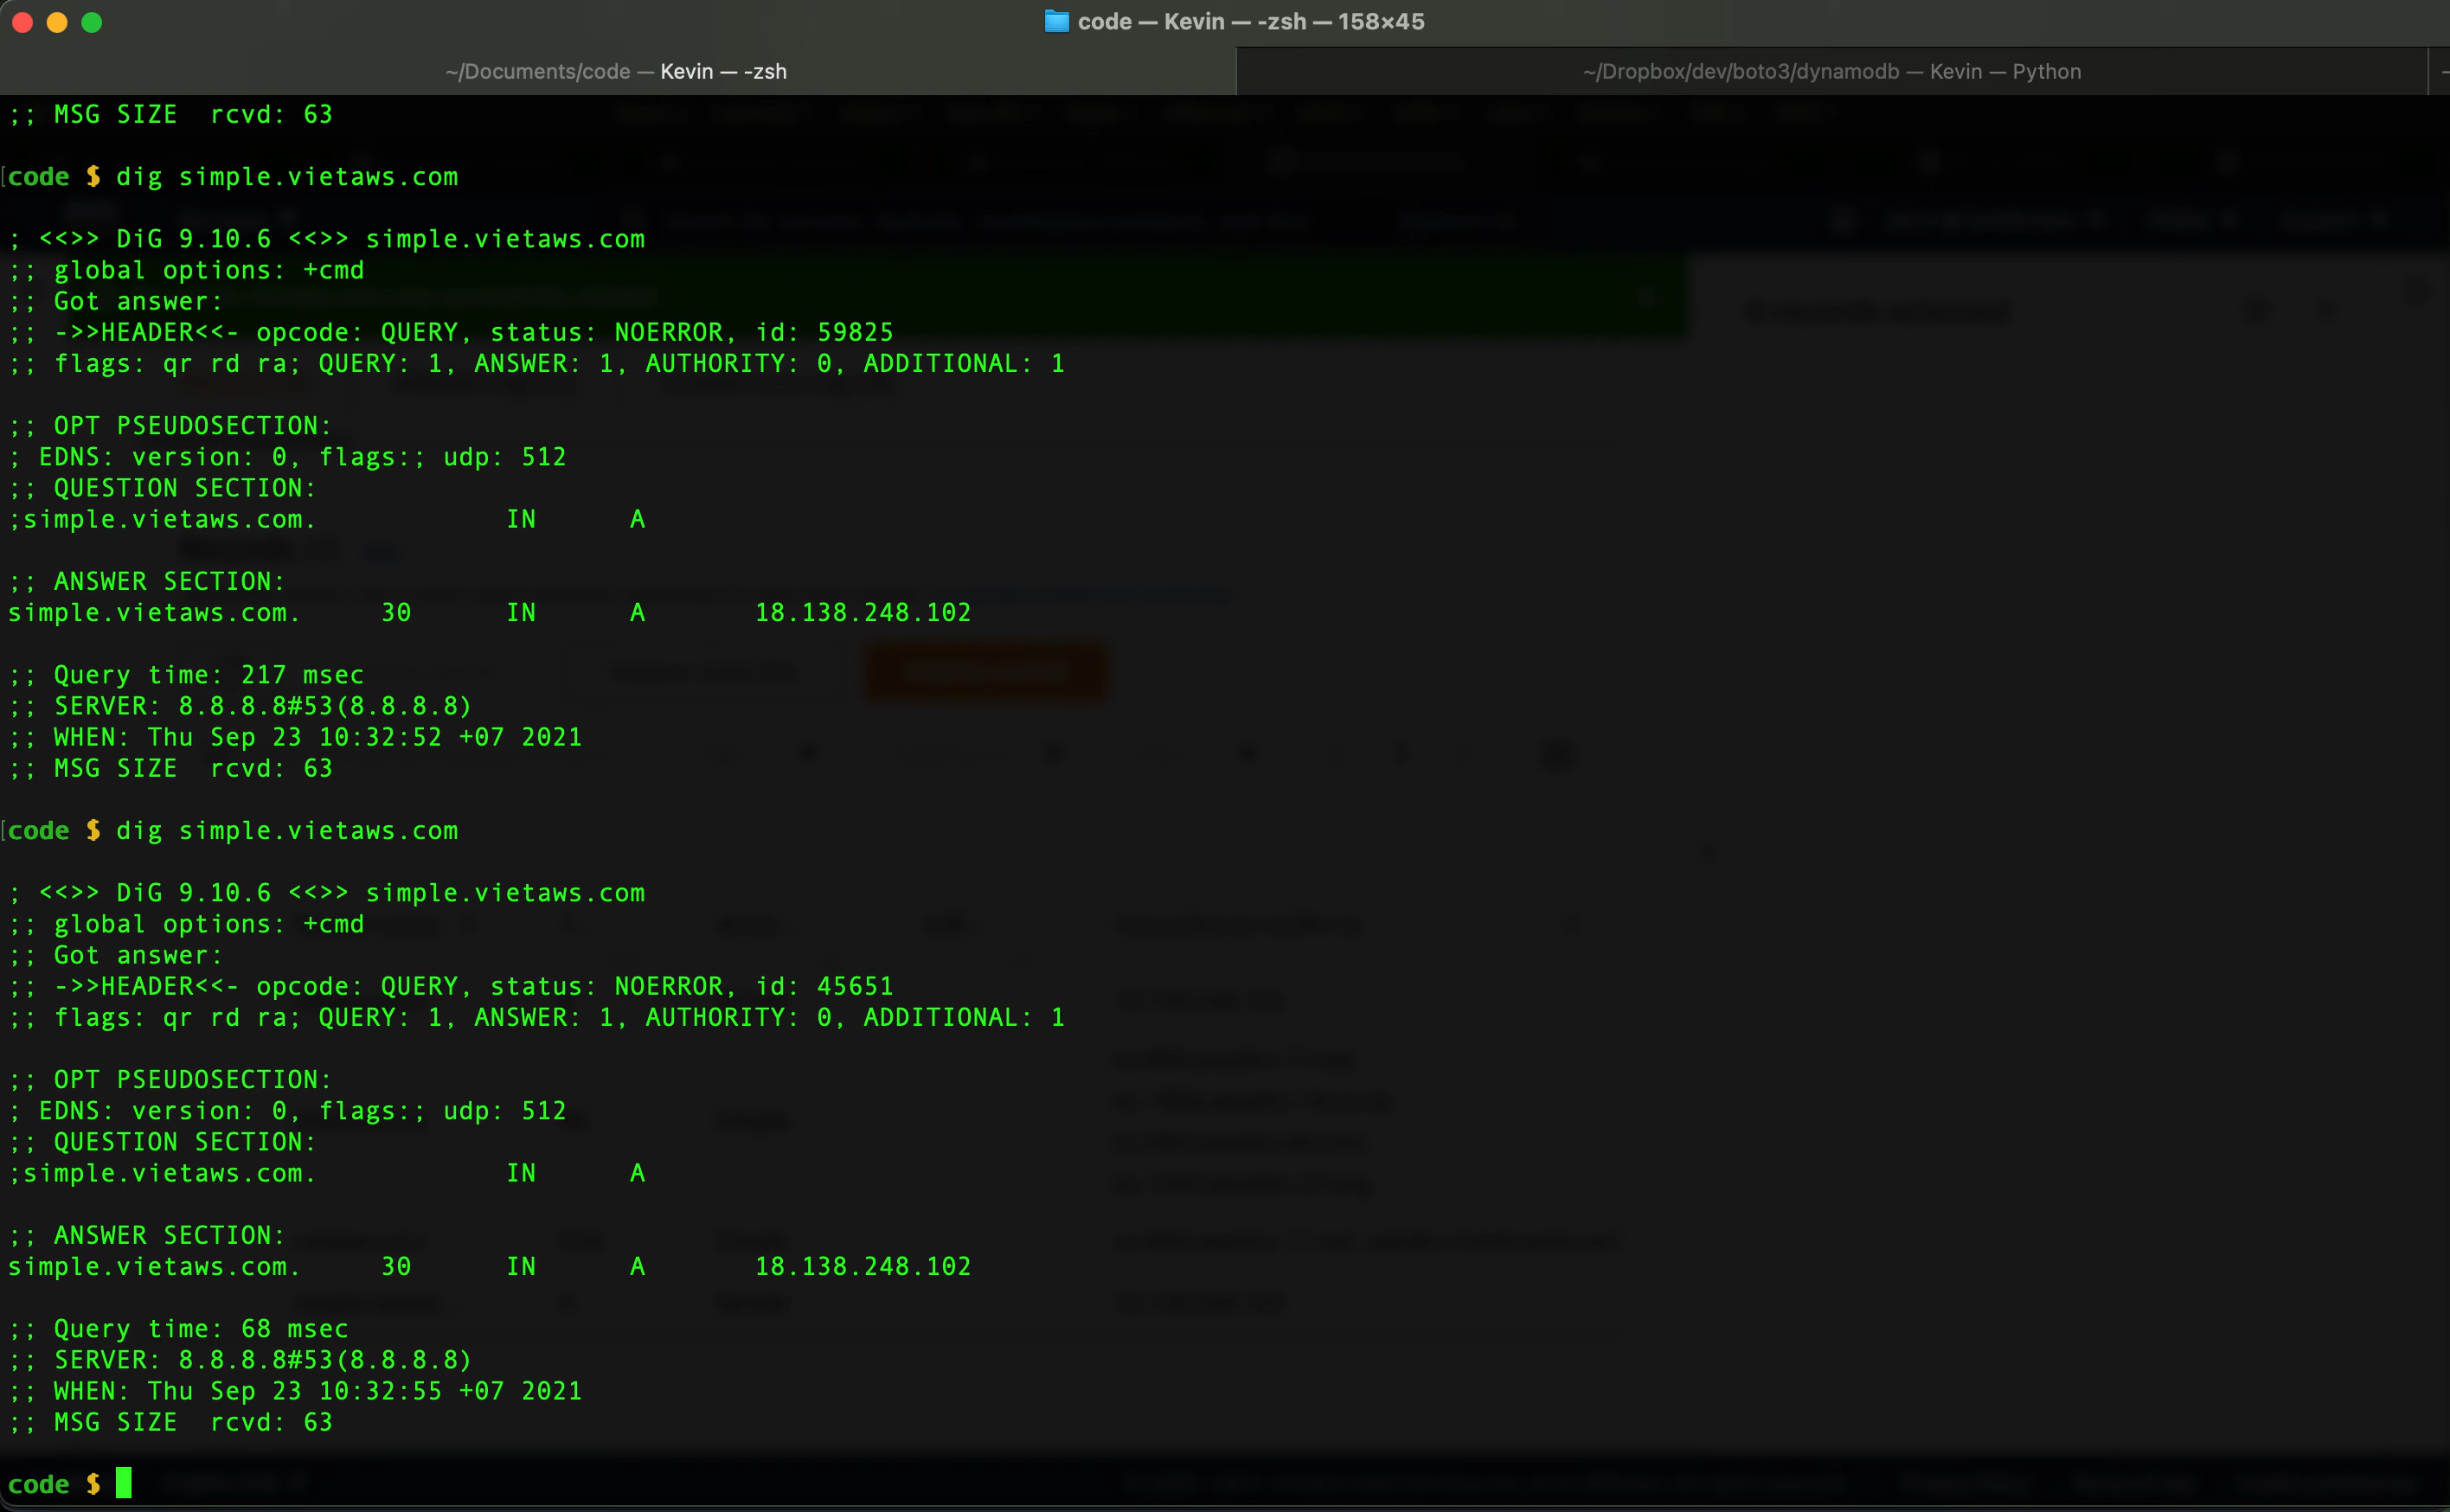 code — Kevin — -zsh — 158×45
~/Documents/code — Kevin — -zsh
~/Dropbox/dev/boto3/dynamodb — Kevin — Python
;; MSG SIZE  rcvd: 63
code $ dig simple.vietaws.com
; <<>> DiG 9.10.6 <<>> simple.vietaws.com
;; global options: +cmd
;; Got answer:
;; ->>HEADER<<- opcode: QUERY, status: NOERROR, id: 59825
;; flags: qr rd ra; QUERY: 1, ANSWER: 1, AUTHORITY: 0, ADDITIONAL: 1
;; OPT PSEUDOSECTION:
; EDNS: version: 0, flags:; udp: 512
;; QUESTION SECTION:
;simple.vietaws.com.            IN      A
;; ANSWER SECTION:
simple.vietaws.com.     30      IN      A       18.138.248.102
;; Query time: 217 msec
;; SERVER: 8.8.8.8#53(8.8.8.8)
;; WHEN: Thu Sep 23 10:32:52 +07 2021
;; MSG SIZE  rcvd: 63
code $ dig simple.vietaws.com
; <<>> DiG 9.10.6 <<>> simple.vietaws.com
;; global options: +cmd
;; Got answer:
;; ->>HEADER<<- opcode: QUERY, status: NOERROR, id: 45651
;; flags: qr rd ra; QUERY: 1, ANSWER: 1, AUTHORITY: 0, ADDITIONAL: 1
;; OPT PSEUDOSECTION:
; EDNS: version: 0, flags:; udp: 512
;; QUESTION SECTION:
;simple.vietaws.com.            IN      A
;; ANSWER SECTION:
simple.vietaws.com.     30      IN      A       18.138.248.102
;; Query time: 68 msec
;; SERVER: 8.8.8.8#53(8.8.8.8)
;; WHEN: Thu Sep 23 10:32:55 +07 2021
;; MSG SIZE  rcvd: 63
code $